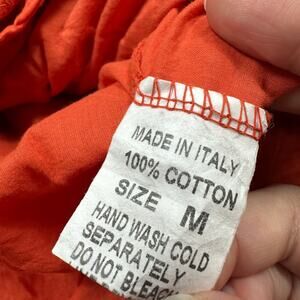 MADE IN ITALY
100% COTTON
SIZE M
HAND WASH COLD
SEPARATELY
DO NOT BLEACH